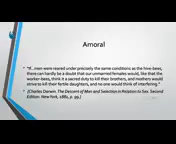 Amoral
• "If...men were reared under precisely the same conditions as the hive-bees,
there can hardly be a doubt that our unmarried females would, like the
worker-bees, think it a sacred duty to kill their brothers, and mothers would
strive to kill their fertile daughters, and no one would think of interfering."
• (Charles Darwin. The Descent of Man and Selection in Relation to Sex. Second
Edition. New York. 1882, p. 99.)